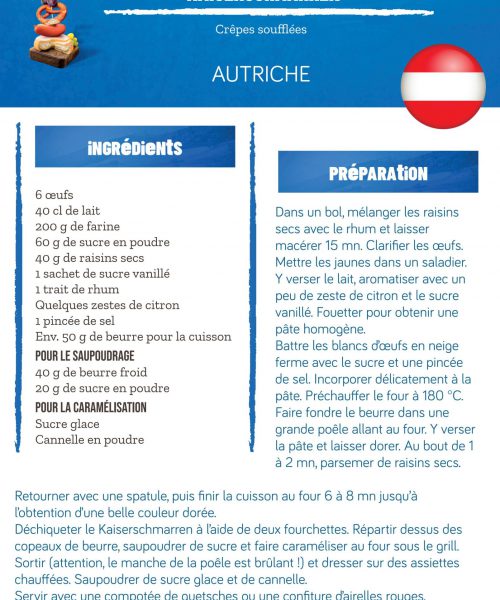 Crêpes soufflées
AUTRICHE
INGRÉDIENTS
6 œufs
40 cl de lait
200 g de farine
60 g de sucre en poudre
40 g de raisins secs
1 sachet de sucre vanillé
1 trait de rhum
Quelques zestes de citron
1 pincée de sel
Env. 50 g de beurre pour la cuisson
POUR LE SAUPOUDRAGE
40 g de beurre froid
20 g de sucre en poudre
POUR LA CARAMÉLISATION
Sucre glace
Cannelle en poudre
PRÉPARATION
Dans un bol, mélanger les raisins
secs avec le rhum et laisser
macérer 15 mn. Clarifier les œufs.
Mettre les jaunes dans un saladier.
Y verser le lait, aromatiser avec un
peu de zeste de citron et le sucre
vanillé. Fouetter pour obtenir une
pâte homogène.
Battre les blancs d'œufs en neige
ferme avec le sucre et une pincée
de sel. Incorporer délicatement à la
pâte. Préchauffer le four à 180 °C.
Faire fondre le beurre dans une
grande poêle allant au four. Y verser
la pâte et laisser dorer. Au bout de 1
à 2 mn, parsemer de raisins secs.
Retourner avec une spatule, puis finir la cuisson au four 6 à 8 mn jusqu'à
l'obtention d'une belle couleur dorée.
Déchiqueter le Kaiserschmarren à l'aide de deux fourchettes. Répartir dessus des
copeaux de beurre, saupoudrer de sucre et faire caraméliser au four sous le grill.
Sortir (attention, le manche de la poêle est brûlant !) et dresser sur des assiettes
chauffées. Saupoudrer de sucre glace et de cannelle.
Servir avec une compotée de quetsches ou une confiture d'airelles rouges.